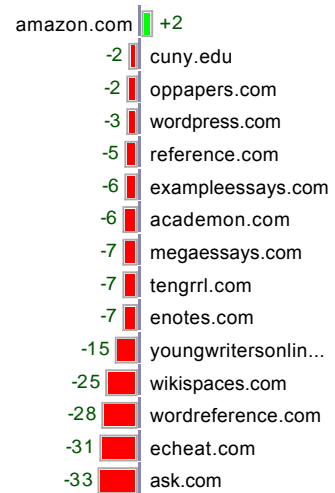 amazon.com +2
-2 cuny.edu
-2 oppapers.com
-3 wordpress.com
-5 reference.com
-6 exampleessays.com
-6 academon.com
-7 megaessays.com
-7 tengrrl.com
-7 enotes.com
-15 youngwritersonlin...
-25 wikispaces.com
-28 wordreference.com
-31 echeat.com
-33 ask.com